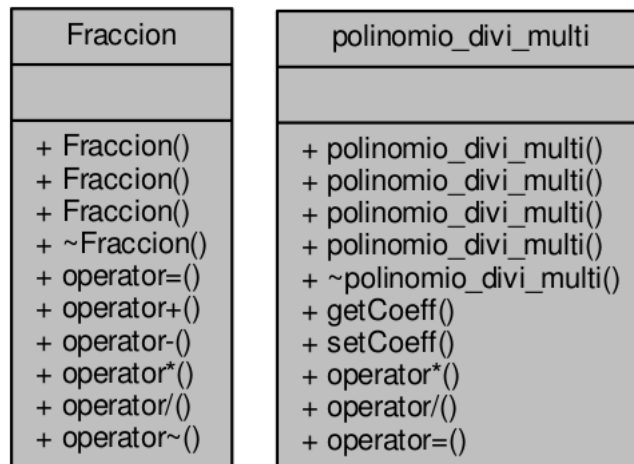 Fraccion
+ Fraccion()
+ Fraccion()
+ Fraccion()
+ ~Fraccion()
+ operator=()
+ operator+()
+ operator-()
+ operator*()
+ operator/()
+ operator~()
polinomio_divi_multi
+ polinomio_divi_multi()
+ polinomio_divi_multi()
+ polinomio_divi_multi()
+ polinomio_divi_multi()
+ ~polinomio_divi_multi()
+ getCoeff()
+ setCoeff()
+ operator*()
+ operator/()
+ operator=()